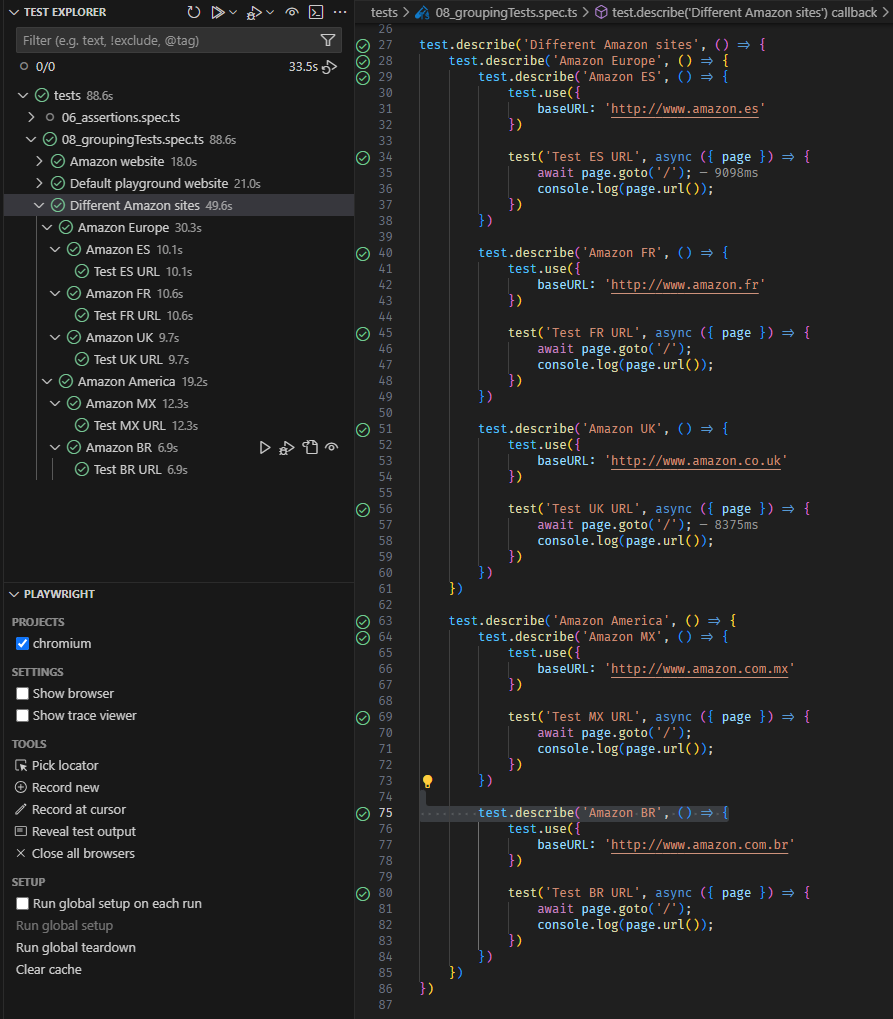 TEST EXPLORER
Filter (e.g. text, !exclude, @tag)
0/0
33.5s
tests 88.6s
06_assertions.spec.ts
08_groupingTests.spec.ts 88.6s
Amazon website 18.0s
Default playground website 21.0s
Different Amazon sites 49.6s
Amazon Europe 30.3s
Amazon ES 10.1s
Test ES URL 10.1s
Amazon FR 10.6s
Test FR URL 10.6s
Amazon UK 9.7s
Test UK URL 9.7s
Amazon America 19.2s
Amazon MX 12.3s
Test MX URL 12.3s
Amazon BR 6.9s
Test BR URL 6.9s
PLAYWRIGHT
PROJECTS
chromium
SETTINGS
Show browser
Show trace viewer
TOOLS
Pick locator
Record new
Record at cursor
Reveal test output
Close all browsers
SETUP
Run global setup on each run
Run global setup
Run global teardown
Clear cache
tests > 08_groupingTests.spec.ts > test.describe('Different Amazon sites') callback >
26
27 test.describe('Different Amazon sites', () => {
28 test.describe('Amazon Europe', () => {
29 test.describe('Amazon ES', () => {
30 test.use({
31 baseURL: 'http://www.amazon.es'
32 })
33
34 test('Test ES URL', async ({ page }) => {
35 await page.goto('/'); — 9098ms
36 console.log(page.url());
37 })
38 })
39
40 test.describe('Amazon FR', () => {
41 test.use({
42 baseURL: 'http://www.amazon.fr'
43 })
44
45 test('Test FR URL', async ({ page }) => {
46 await page.goto('/');
47 console.log(page.url());
48 })
49 })
50
51 test.describe('Amazon UK', () => {
52 test.use({
53 baseURL: 'http://www.amazon.co.uk'
54 })
55
56 test('Test UK URL', async ({ page }) => {
57 await page.goto('/'); — 8375ms
58 console.log(page.url());
59 })
60 })
61 })
62
63 test.describe('Amazon America', () => {
64 test.describe('Amazon MX', () => {
65 test.use({
66 baseURL: 'http://www.amazon.com.mx'
67 })
68
69 test('Test MX URL', async ({ page }) => {
70 await page.goto('/');
71 console.log(page.url());
72 })
73 })
74
75 test.describe('Amazon BR', () => {
76 test.use({
77 baseURL: 'http://www.amazon.com.br'
78 })
79
80 test('Test BR URL', async ({ page }) => {
81 await page.goto('/');
82 console.log(page.url());
83 })
84 })
85 })
86 })
87